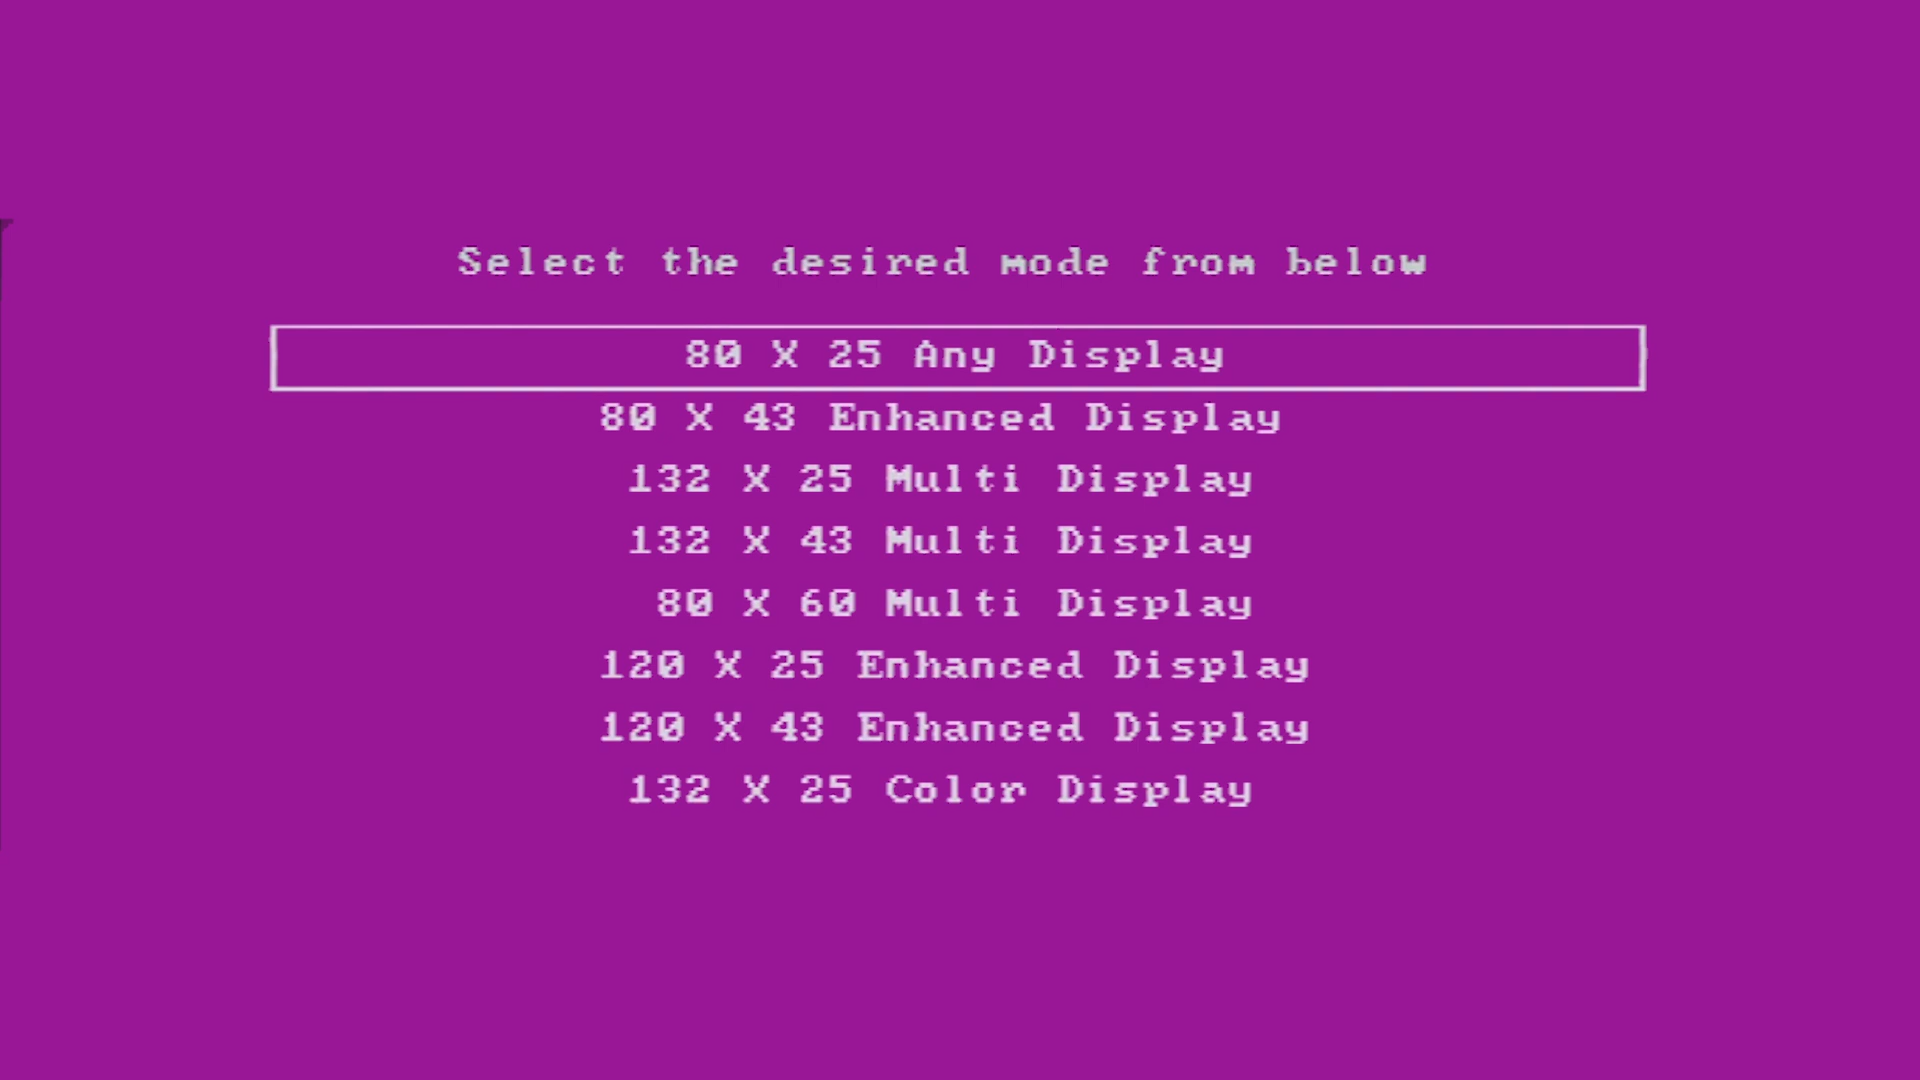 Select the desired mode from below
80 X 25 Any Display
80 X 43 Enhanced Display
132 X 25 Multi Display
132 X 43 Multi Display
80 X 60 Multi Display
120 X 25 Enhanced Display
120 X 43 Enhanced Display
132 X 25 Color Display